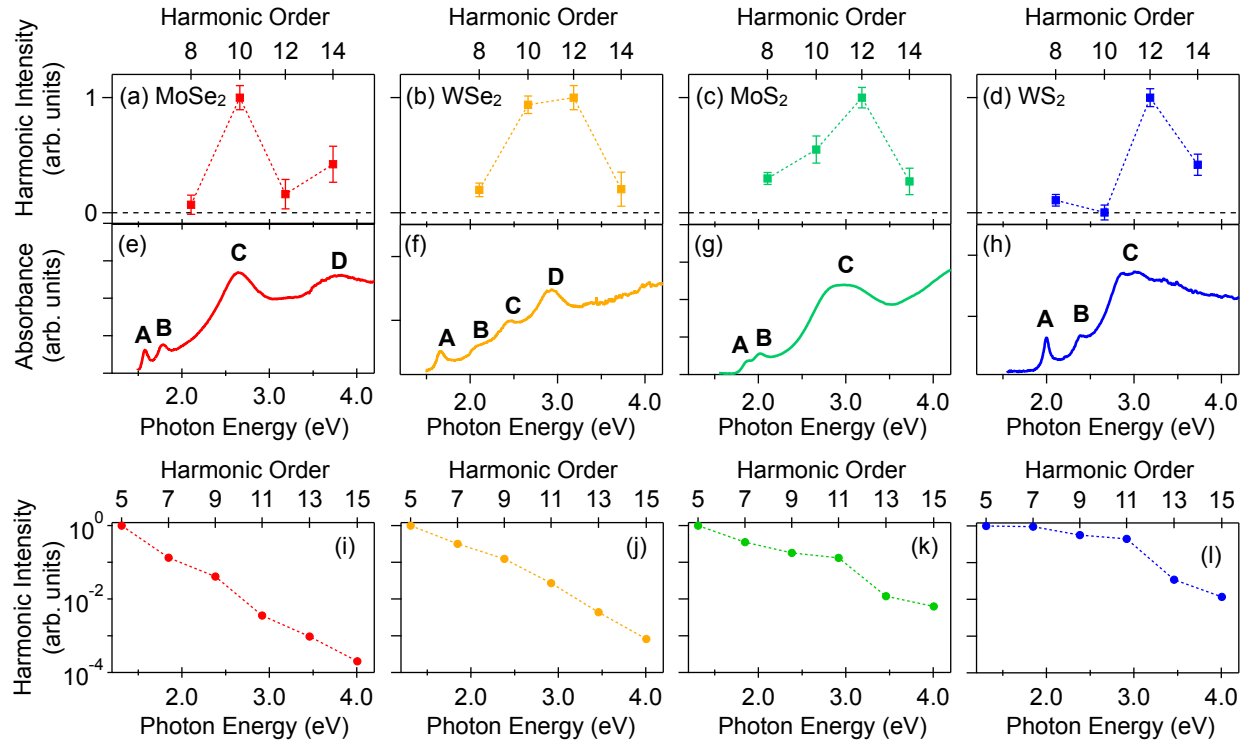 Harmonic Order Harmonic Order Harmonic Order Harmonic Order
8 10 12 14 8 10 12 14 8 10 12 14 8 10 12 14
Harmonic Intensity
(arb. units)
1
0
(a) MoSe₂ (b) WSe₂ (c) MoS₂ (d) WS₂
Absorbance
(arb. units)
(e) A B C D
(f) A B C D
(g) A B C
(h) A B C
2.0 3.0 4.0 2.0 3.0 4.0 2.0 3.0 4.0 2.0 3.0 4.0
Photon Energy (eV) Photon Energy (eV) Photon Energy (eV) Photon Energy (eV)
Harmonic Order Harmonic Order Harmonic Order Harmonic Order
5 7 9 11 13 15 5 7 9 11 13 15 5 7 9 11 13 15 5 7 9 11 13 15
Harmonic Intensity
(arb. units)
10⁰
10⁻²
10⁻⁴
(i) (j) (k) (l)
2.0 3.0 4.0 2.0 3.0 4.0 2.0 3.0 4.0 2.0 3.0 4.0
Photon Energy (eV) Photon Energy (eV) Photon Energy (eV) Photon Energy (eV)